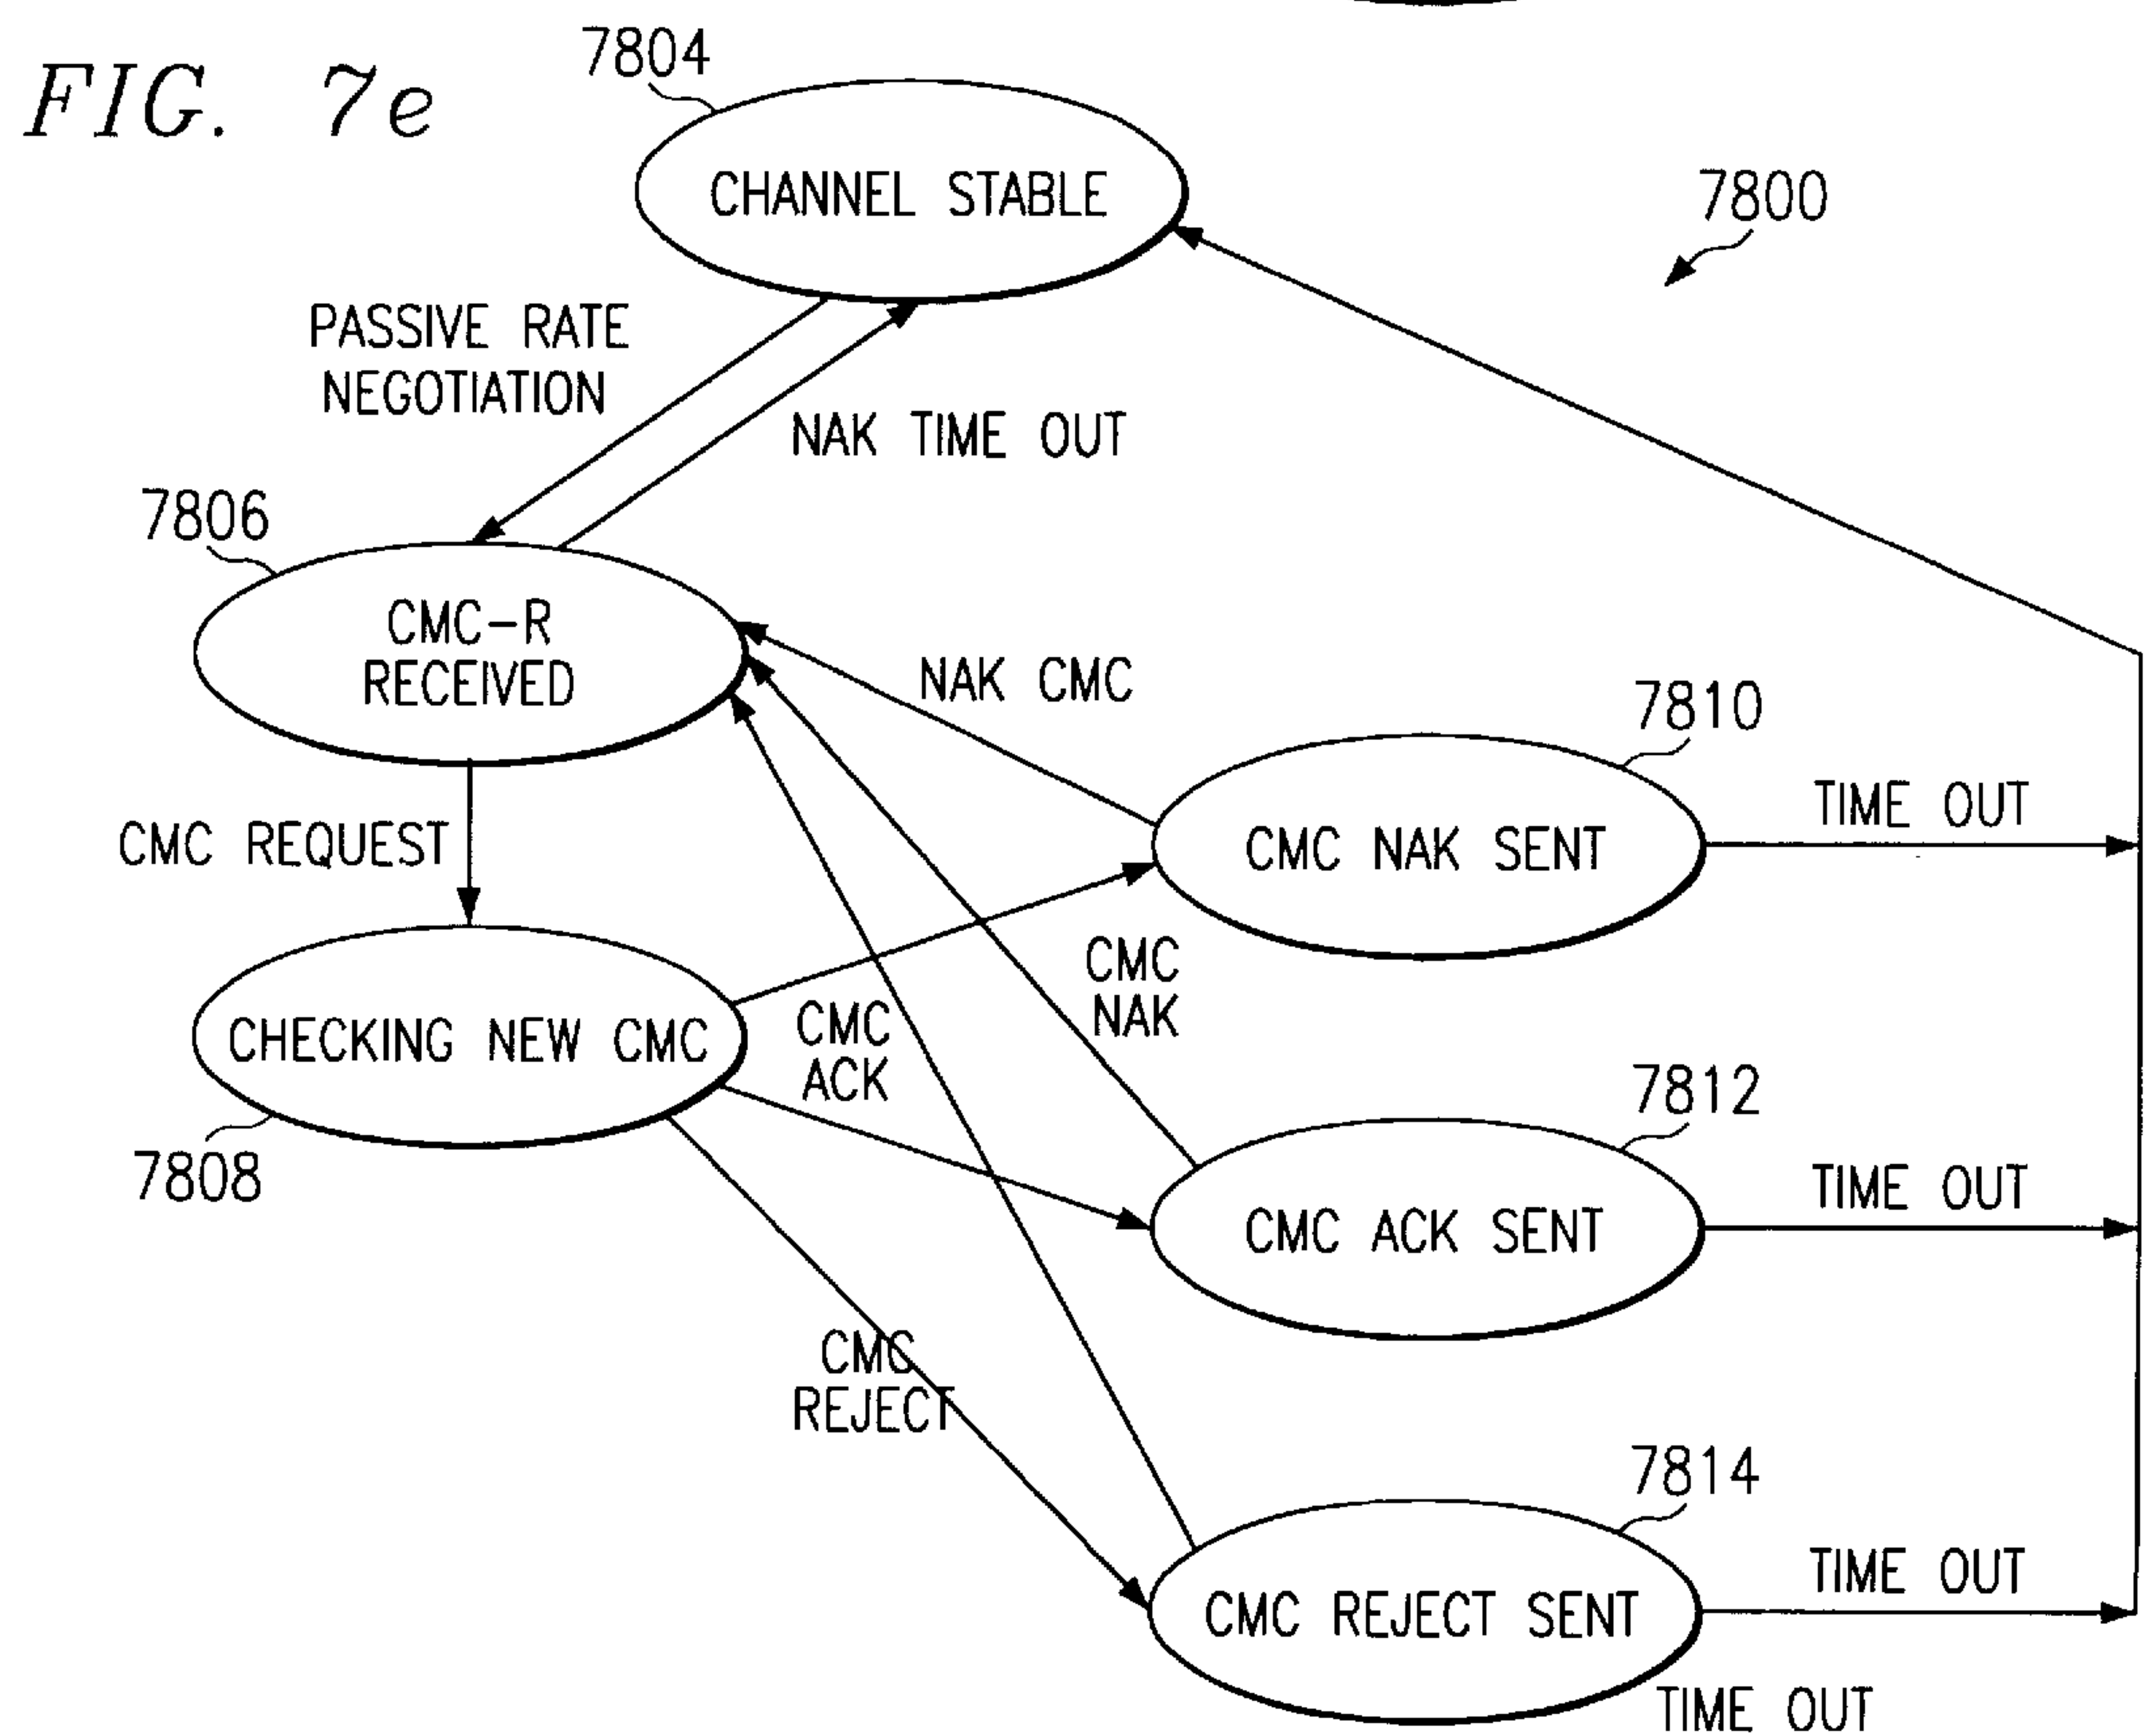 FIG. 7e
7804
CHANNEL STABLE
7800
PASSIVE RATE
NEGOTIATION
NAK TIME OUT
7806
CMC-R
RECEIVED
NAK CMC
7810
CMC REQUEST
CMC NAK SENT
TIME OUT
CMC
NAK
CHECKING NEW CMC
CMC
ACK
7808
7812
CMC ACK SENT
TIME OUT
CMC
REJECT
7814
CMC REJECT SENT
TIME OUT
TIME OUT